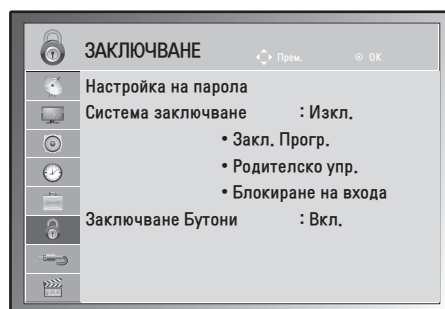 ЗАКЛЮЧВАНЕ Прем. OK
Настройка на парола
Система заключване : Изкл.
• Закл. Прогр.
• Родителско упр.
• Блокиране на входа
Заключване Бутони : Вкл.